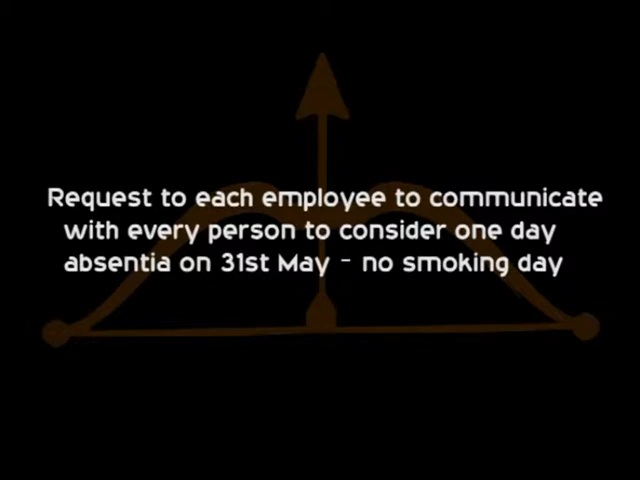 Request to each employee to communicate
with every person to consider one day
absentia on 31st May - no smoking day